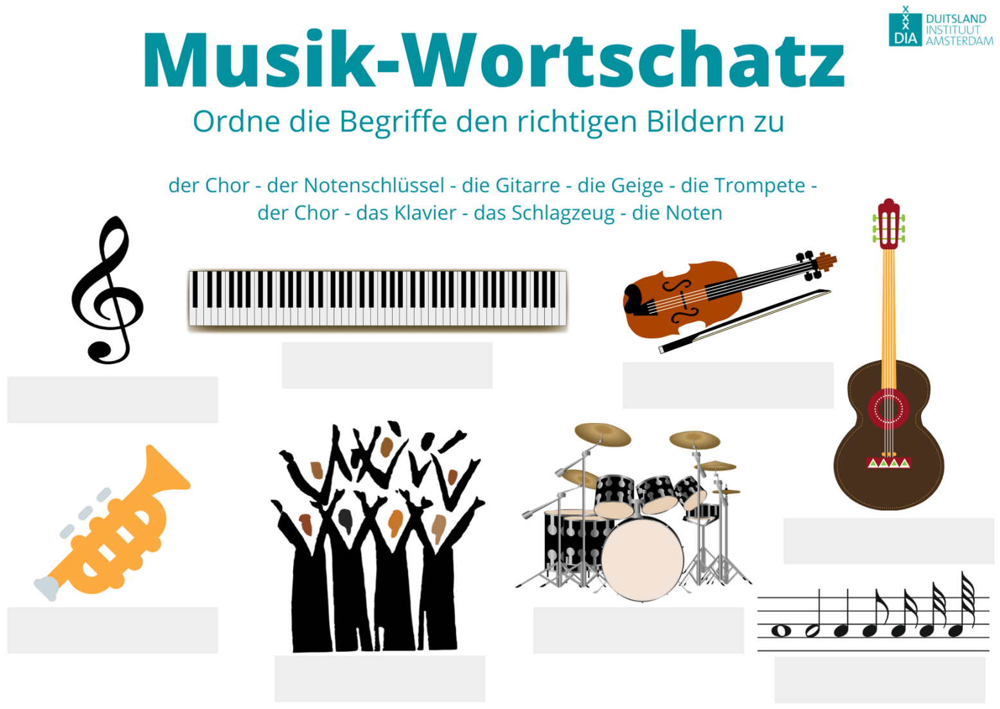 X
X
X
DIA
DUITSLAND
INSTITUUT
AMSTERDAM
Musik-Wortschatz
Ordne die Begriffe den richtigen Bildern zu
der Chor - der Notenschlüssel - die Gitarre - die Geige - die Trompete -
der Chor - das Klavier - das Schlagzeug - die Noten